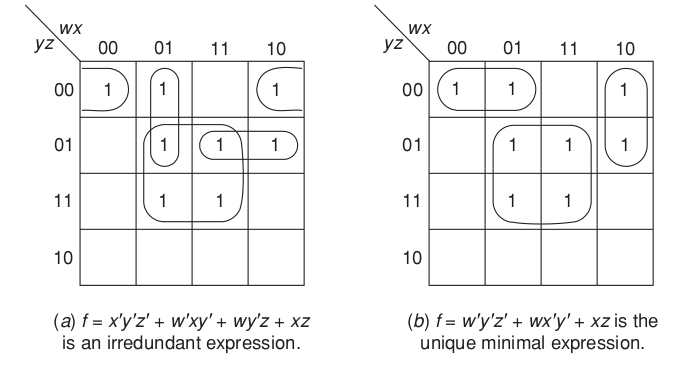 wx
yz
00 01 11 10
00 1 1 1
01 1 1 1
11 1 1
10
(a) f = x′y′z′ + w′xy′ + wy′z + xz
is an irredundant expression.
wx
yz
00 01 11 10
00 1 1 1
01 1 1 1
11 1 1
10
(b) f = w′y′z′ + wx′y′ + xz is the
unique minimal expression.